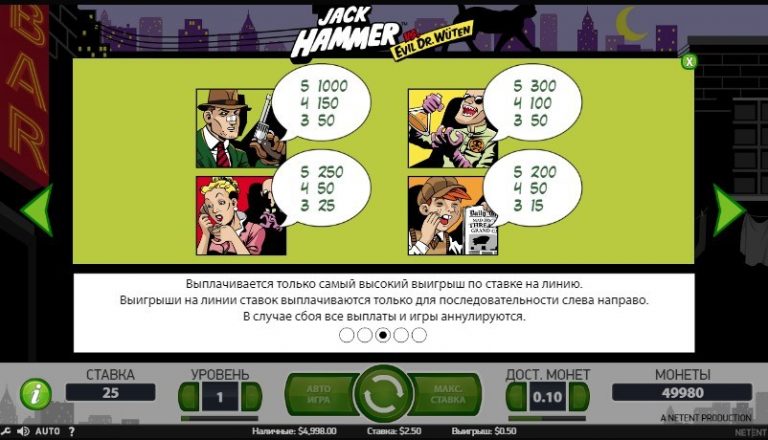 JACK
HAMMER™
VS.
EVIL DR. WÜTEN
BAR
X
5 1000
4 150
3 50
5 300
4 100
3 50
5 250
4 50
3 25
5 200
4 50
3 15
Выплачивается только самый высокий выигрыш по ставке на линию.
Выигрыши на линии ставок выплачиваются только для последовательности слева направо.
В случае сбоя все выплаты и игры аннулируются.
СТАВКА
25
УРОВЕНЬ
1
АВТО
ИГРА
МАКС.
СТАВКА
ДОСТ. МОНЕТ
0.10
МОНЕТЫ
49980
A NETENT PRODUCTION
AUTO ?
Наличные: $4,998.00 Ставка: $2.50 Выигрыш: $0.50
NETENT